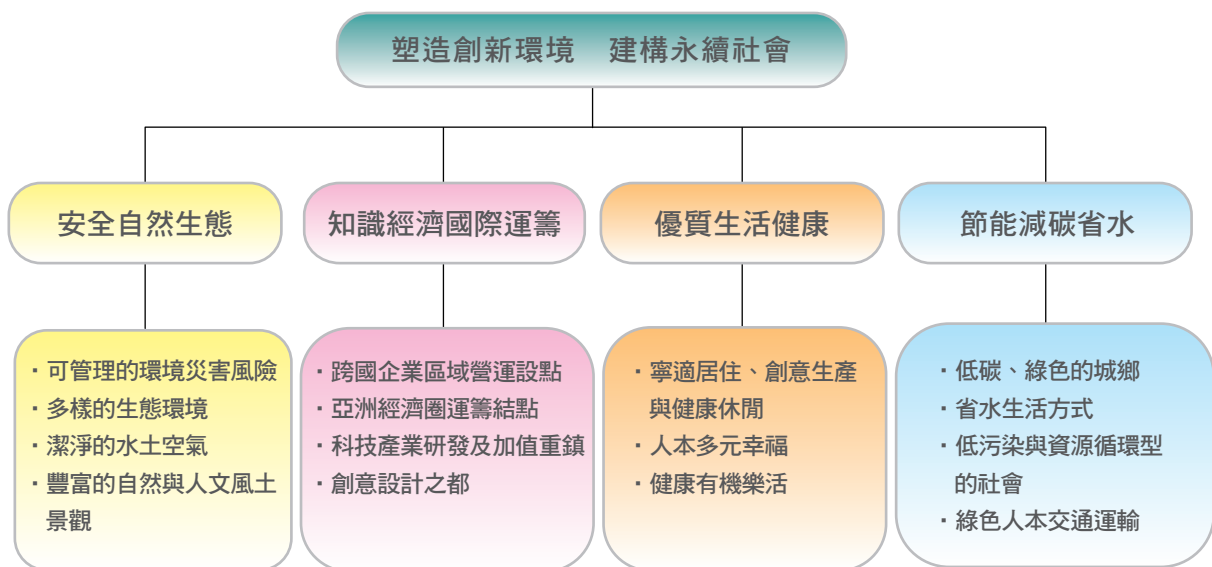 塑造創新環境　建構永續社會
安全自然生態
知識經濟國際運籌
優質生活健康
節能減碳省水
・可管理的環境災害風險
・多樣的生態環境
・潔淨的水土空氣
・豐富的自然與人文風土
景觀
・跨國企業區域營運設點
・亞洲經濟圈運籌結點
・科技產業研發及加值重鎮
・創意設計之都
・寧適居住、創意生產
與健康休閒
・人本多元幸福
・健康有機樂活
・低碳、綠色的城鄉
・省水生活方式
・低污染與資源循環型
的社會
・綠色人本交通運輸